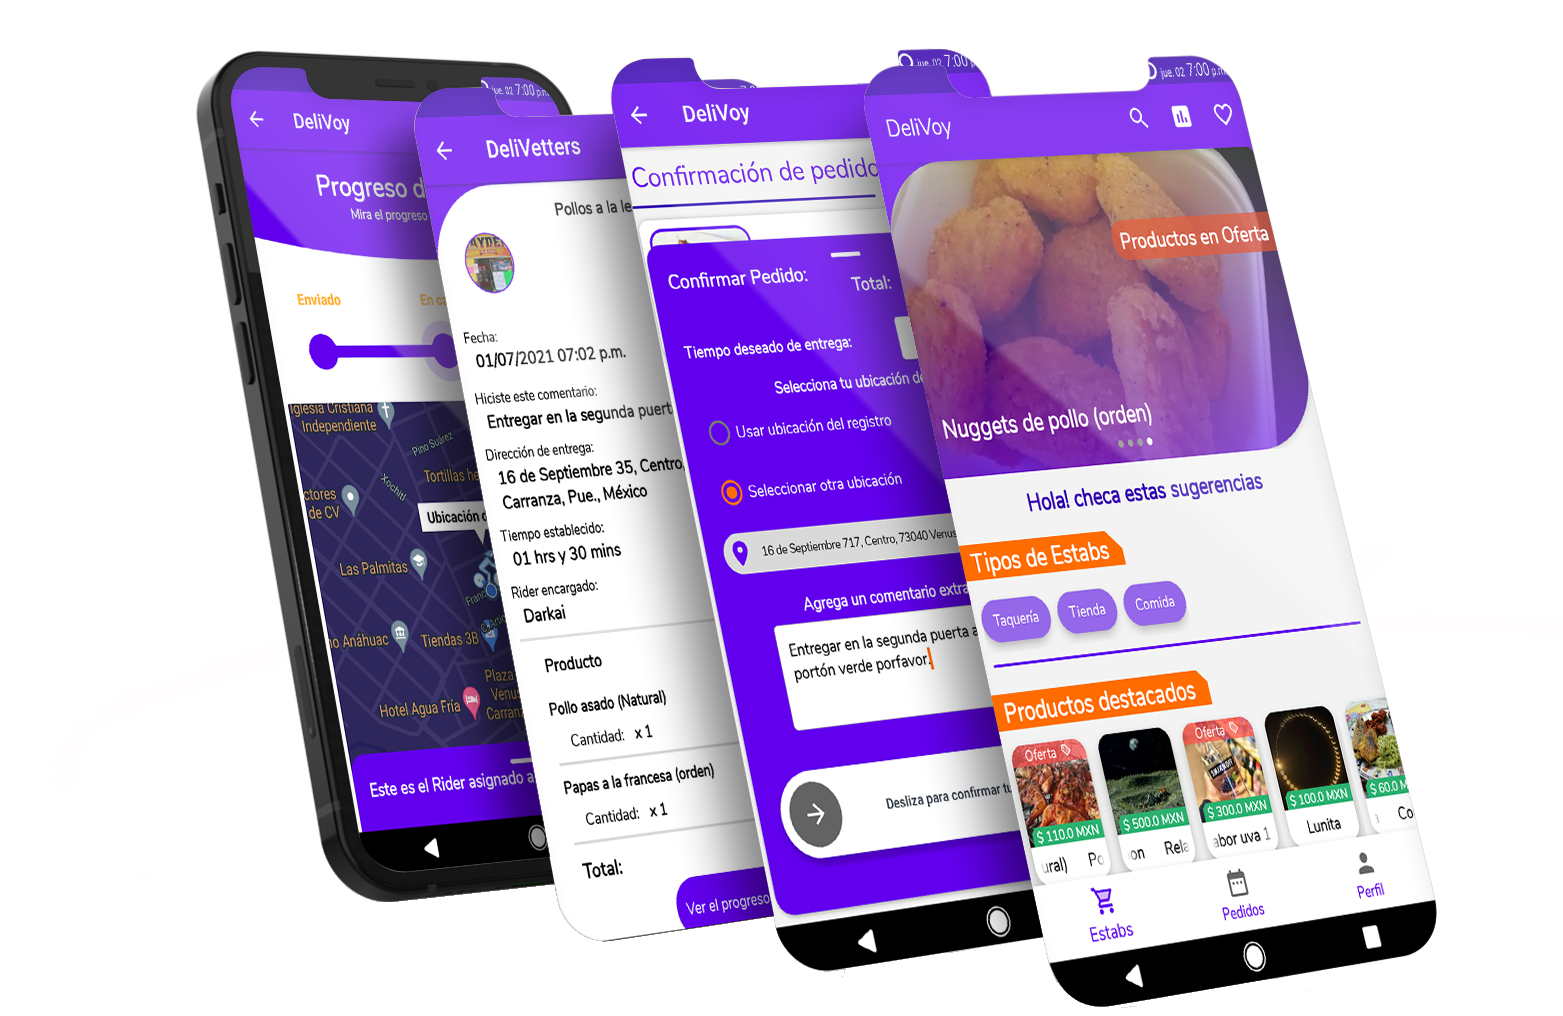 DeliVoy
Progreso d
Mira el progreso
Enviado
En ca
Iglesia Cristiana
Independiente
Pino Suárez
Tortillas he
Xochitl
ctores
de CV
Ubicación d
Las Palmitas
Franc
no Anáhuac
Tiendas 3B
Plaza
Venus
Carranz
Hotel Agua Fría
Este es el Rider asignado a
jue. 02 7:00 p.m.
DeliVetters
Pollos a la le
AYDE
Fecha:
01/07/2021 07:02 p.m.
Hiciste este comentario:
Entregar en la segunda puert
Dirección de entrega:
16 de Septiembre 35, Centro,
Carranza, Pue., México
Tiempo establecido:
01 hrs y 30 mins
Rider encargado:
Darkai
Producto
Pollo asado (Natural)
Cantidad: x 1
Papas a la francesa (orden)
Cantidad: x 1
Total:
Ver el progreso
DeliVoy
Confirmación de pedido
Confirmar Pedido:
Total:
Tiempo deseado de entrega:
Selecciona tu ubicación de
Usar ubicación del registro
Seleccionar otra ubicación
16 de Septiembre 717, Centro, 73040 Venus
Agrega un comentario extra
Entregar en la segunda puerta a
portón verde porfavor.
Desliza para confirmar tu
jue. 02 7:00 p
jue. 02 7:00 p.m.
DeliVoy
Productos en Oferta
Nuggets de pollo (orden)
Hola! checa estas sugerencias
Tipos de Estabs
Taquería
Tienda
Comida
Productos destacados
Oferta
Oferta
SMIRNOFF
$ 110.0 MXN
$ 500.0 MXN
$ 300.0 MXN
$ 100.0 MXN
$ 60.0 M
ural) Po
on Rela
abor uva 1
Lunita
a Co
Estabs
Pedidos
Perfil